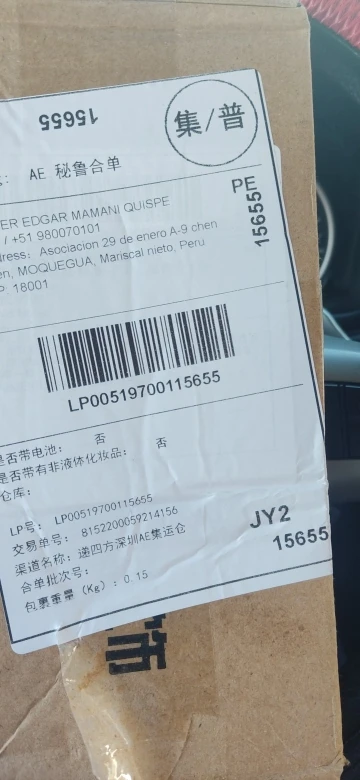 15655
集/普
: AE 秘鲁合单
PE
15655
ER EDGAR MAMANI QUISPE
/ +51 980070101
dress: Asociacion 29 de enero A-9 chen
en, MOQUEGUA, Mariscal nieto, Peru
P 18001
LP00519700115655
是否带电池: 否
是否带有非液体化妆品: 否
仓库:
LP号: LP00519700115655
交易单号: 8152200059214156
渠道名称: 递四方深圳AE集运仓
合单批次号:
包裹重量 (Kg) : 0.15
JY2
15655